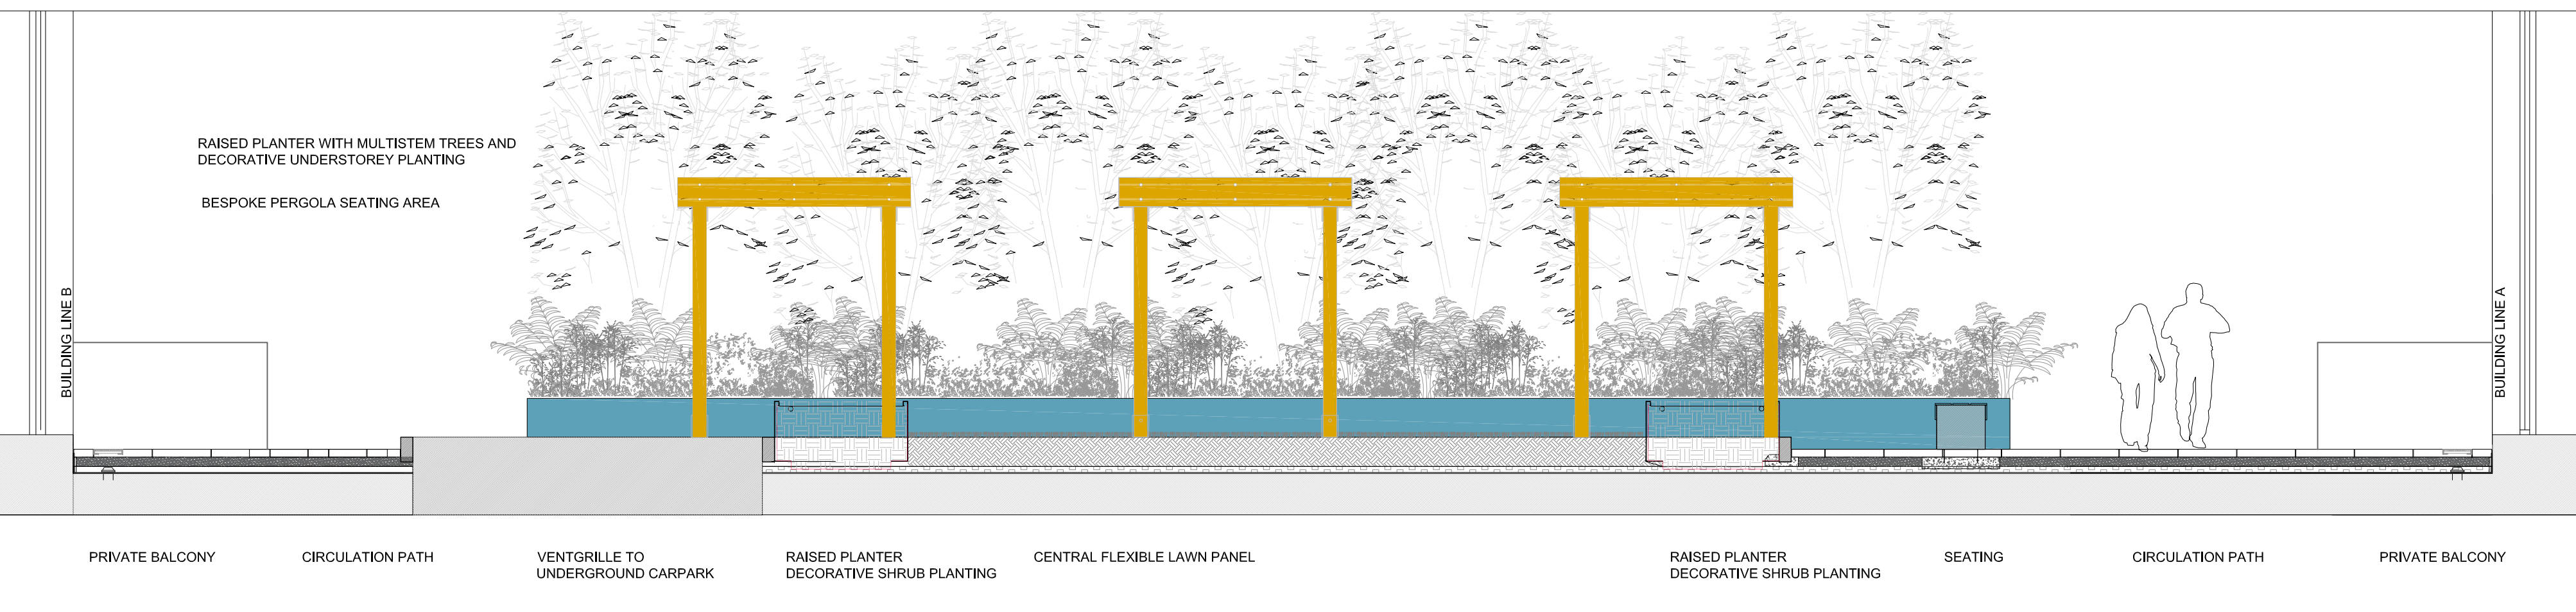 RAISED PLANTER WITH MULTISTEM TREES AND
DECORATIVE UNDERSTOREY PLANTING
BESPOKE PERGOLA SEATING AREA
BUILDING LINE B
BUILDING LINE A
PRIVATE BALCONY
CIRCULATION PATH
VENTGRILLE TO
UNDERGROUND CARPARK
RAISED PLANTER
DECORATIVE SHRUB PLANTING
CENTRAL FLEXIBLE LAWN PANEL
RAISED PLANTER
DECORATIVE SHRUB PLANTING
SEATING
CIRCULATION PATH
PRIVATE BALCONY